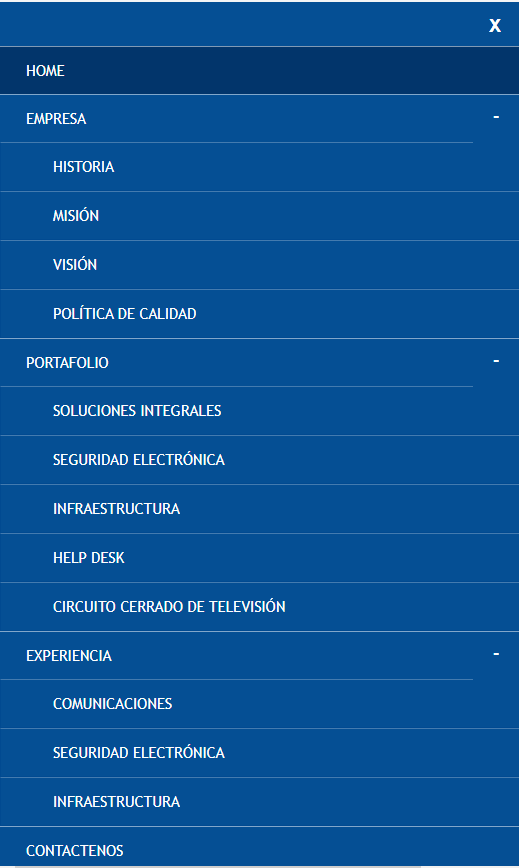 X
HOME
EMPRESA -
HISTORIA
MISIÓN
VISIÓN
POLÍTICA DE CALIDAD
PORTAFOLIO -
SOLUCIONES INTEGRALES
SEGURIDAD ELECTRÓNICA
INFRAESTRUCTURA
HELP DESK
CIRCUITO CERRADO DE TELEVISIÓN
EXPERIENCIA -
COMUNICACIONES
SEGURIDAD ELECTRÓNICA
INFRAESTRUCTURA
CONTACTENOS